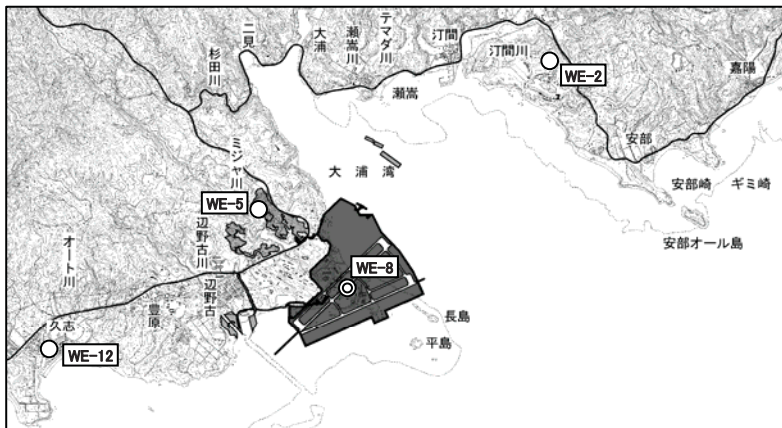 二見
杉田川
大浦
瀬嵩川
テマダ川
汀間
汀間川
WE-2
嘉陽
瀬嵩
安部
大浦湾
安部崎
ギミ崎
安部オール島
ミジャ川
WE-5
辺野古川
辺野古
WE-8
オート川
豊原
久志
WE-12
長島
平島